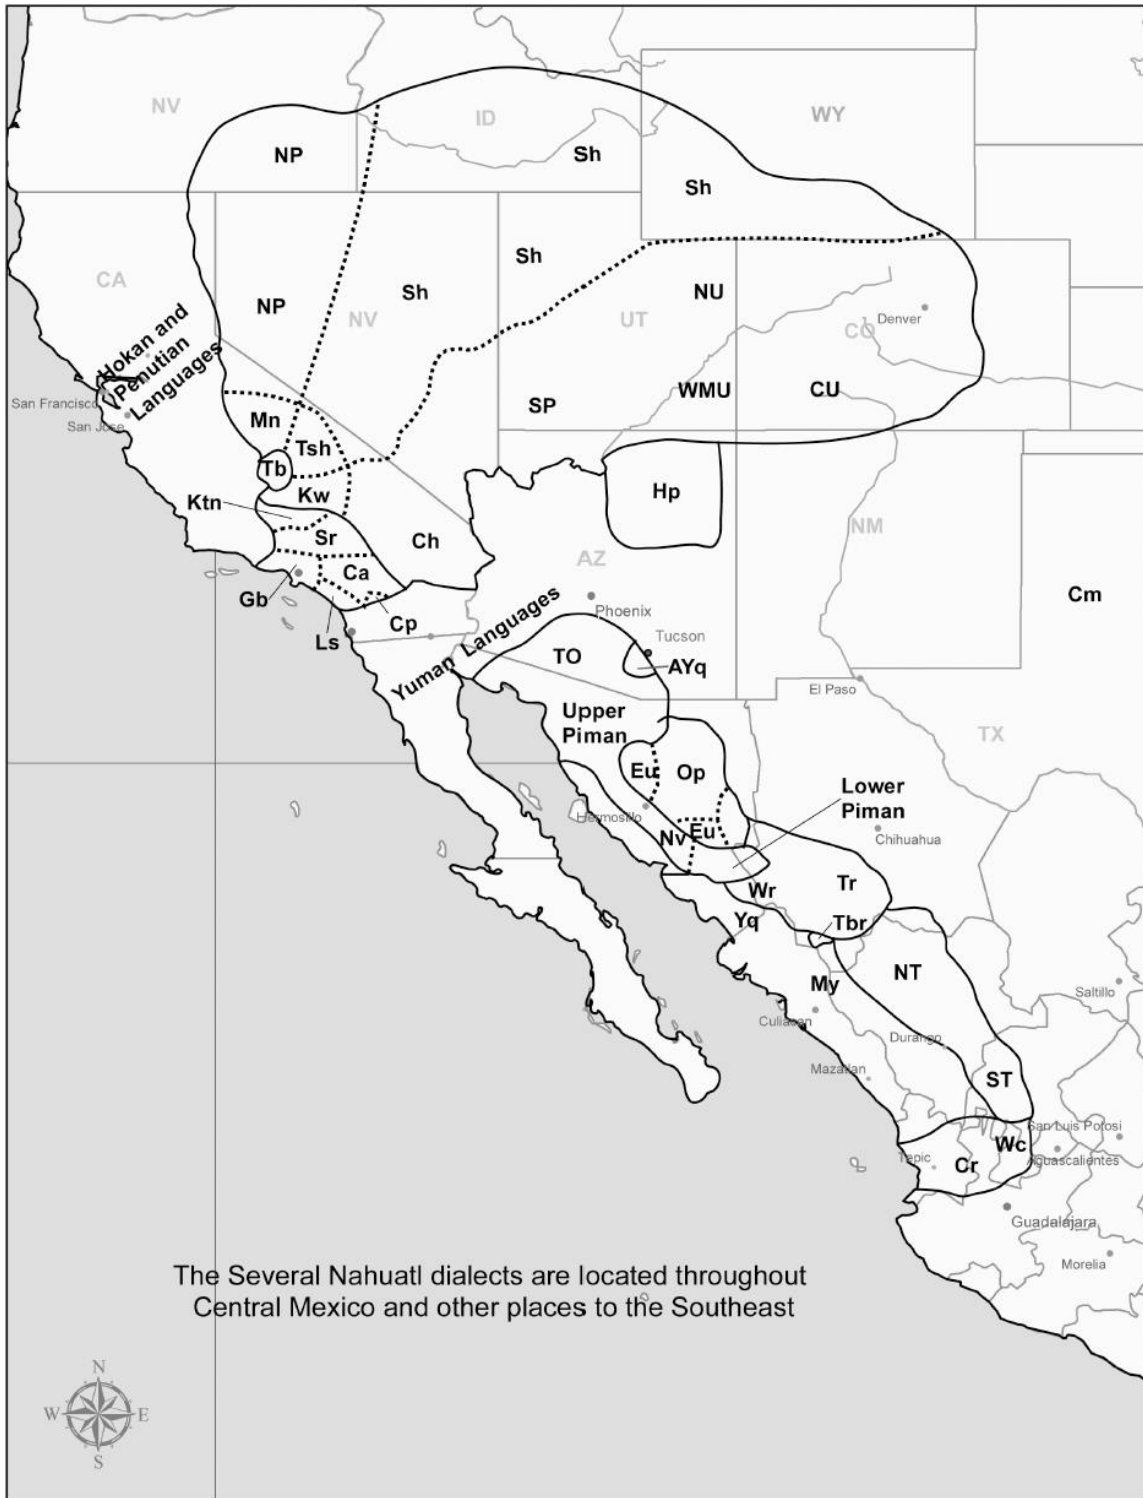 NV
ID
WY
NP
Sh
Sh
CA
NP
Sh
NV
Sh
UT
NU
CO
Denver
Hokan and
Penutian
Languages
San Francisco
San Jose
Mn
Tsh
SP
WMU
CU
Tb
Kw
Ktn
Sr
Hp
NM
Ch
AZ
Ca
Gb
Ls
Cp
Cm
Phoenix
Yuman Languages
TO
Tucson
AYq
El Paso
TX
Upper
Piman
Eu
Op
Hermosillo
Lower
Piman
Nv
Eu
Chihuahua
Wr
Tr
Yq
Tbr
My
NT
Saltillo
Culiacan
Durango
Mazatlan
ST
San Luis Potosi
Wc
Aguascalientes
Tepic
Cr
Guadalajara
Morelia
The Several Nahuatl dialects are located throughout
Central Mexico and other places to the Southeast
N
W
E
S